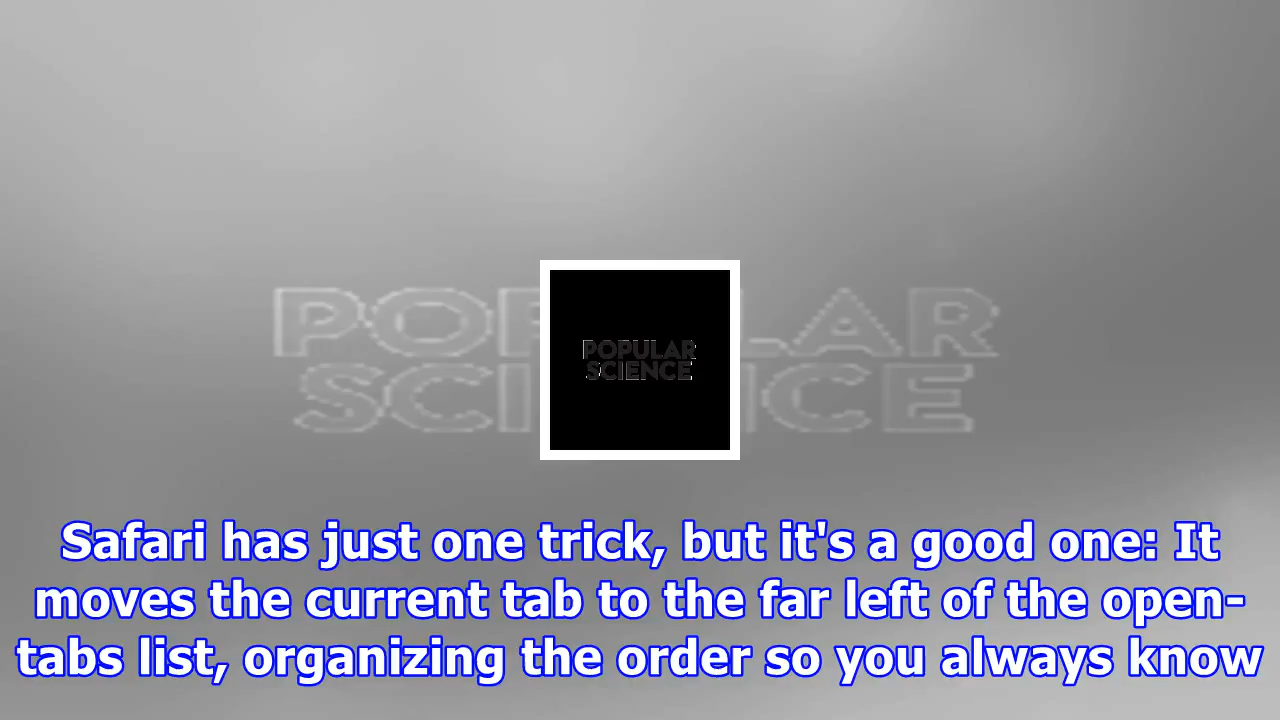 POPULAR
SCIENCE
POPULAR
SCIENCE
Safari has just one trick, but it's a good one: It
moves the current tab to the far left of the open-
tabs list, organizing the order so you always know